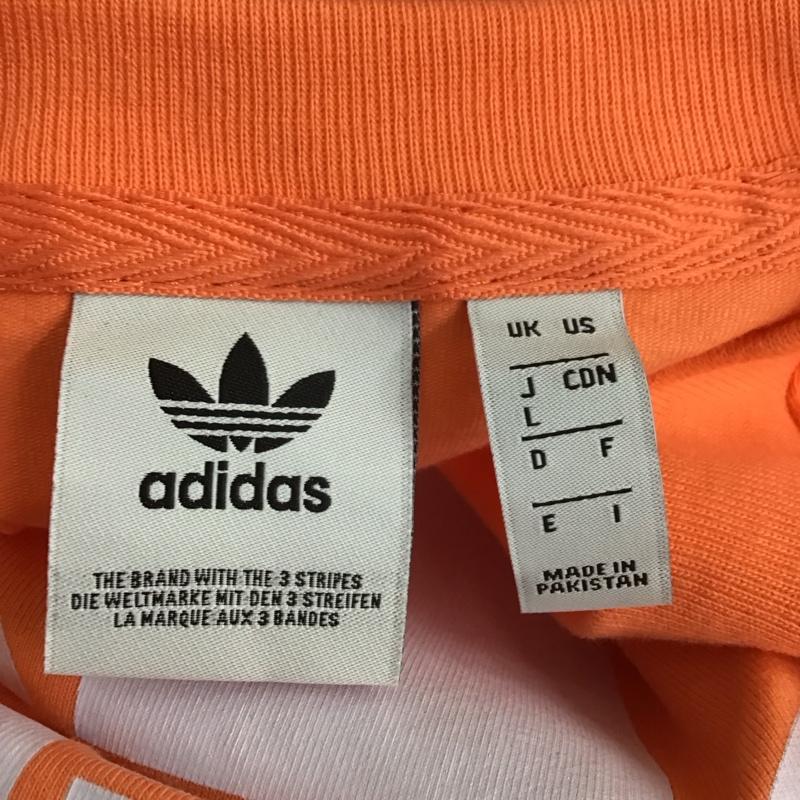 adidas
THE BRAND WITH THE 3 STRIPES
DIE WELTMARKE MIT DEN 3 STREIFEN
LA MARQUE AUX 3 BANDES
UK US
J CDN
L
D F
E I
MADE IN
PAKISTAN